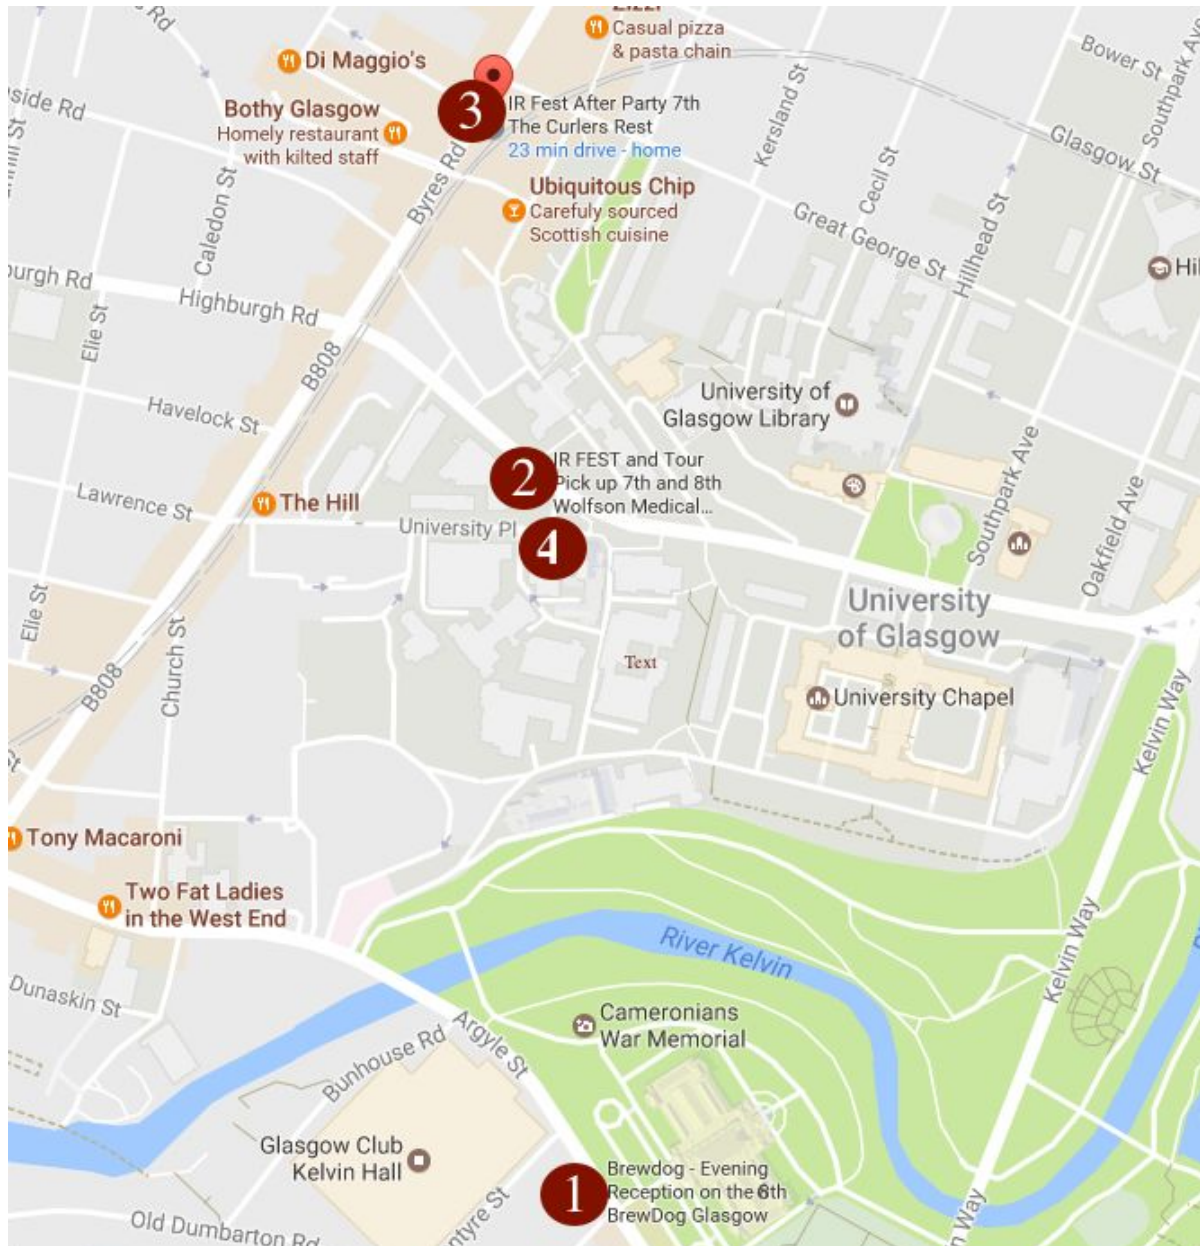 Rd
Zizzi
Casual pizza
& pasta chain
Di Maggio's
Bower St
Southpark Ave
Bothy Glasgow
Homely restaurant
with kilted staff
3
IR Fest After Party 7th
The Curlers Rest
23 min drive - home
Kersland St
Glasgow St
Byres Rd
Ubiquitous Chip
Carefuly sourced
Scottish cuisine
Cecil St
Great George St
Hillhead St
Caledon St
Highburgh Rd
Elie St
B808
Havelock St
University of
Glasgow Library
2
IR FEST and Tour
Pick up 7th and 8th
Wolfson Medical...
Lawrence St
The Hill
University Pl
4
Southpark Ave
Oakfield Ave
University
of Glasgow
Elie St
Church St
B808
Text
University Chapel
Kelvin Way
Tony Macaroni
Two Fat Ladies
in the West End
River Kelvin
Kelvin Way
Dunaskin St
Cameronians
War Memorial
Argyle St
Bunhouse Rd
Glasgow Club
Kelvin Hall
1
Brewdog - Evening
Reception on the 6th
BrewDog Glasgow
Old Dumbarton Rd